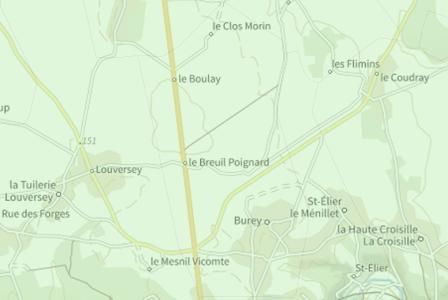 le Clos Morin
les Flimins
le Coudray
le Boulay
151
le Breuil Poignard
Louversey
la Tuilerie
Louversey
Rue des Forges
St-Élier
le Ménillet
Burey
la Haute Croisille
La Croisille
le Mesnil Vicomte
St-Elier